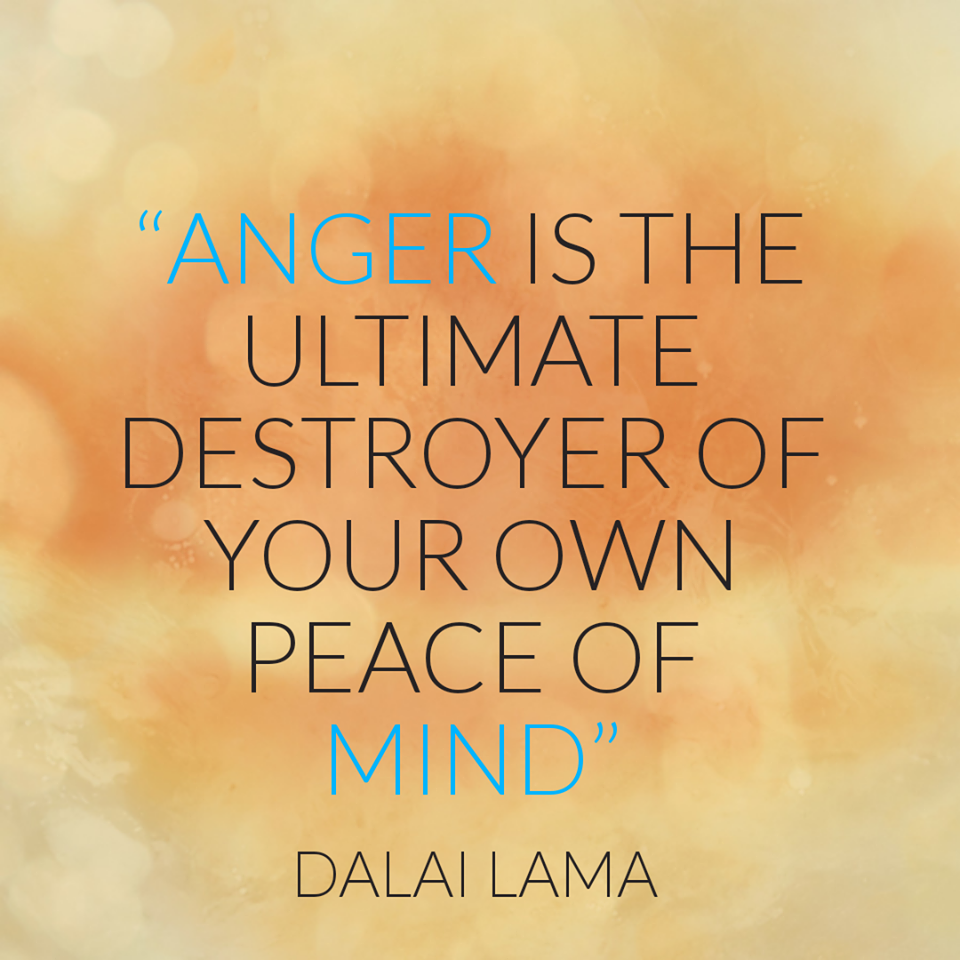 “ANGER IS THE
ULTIMATE
DESTROYER OF
YOUR OWN
PEACE OF
MIND”
DALAI LAMA